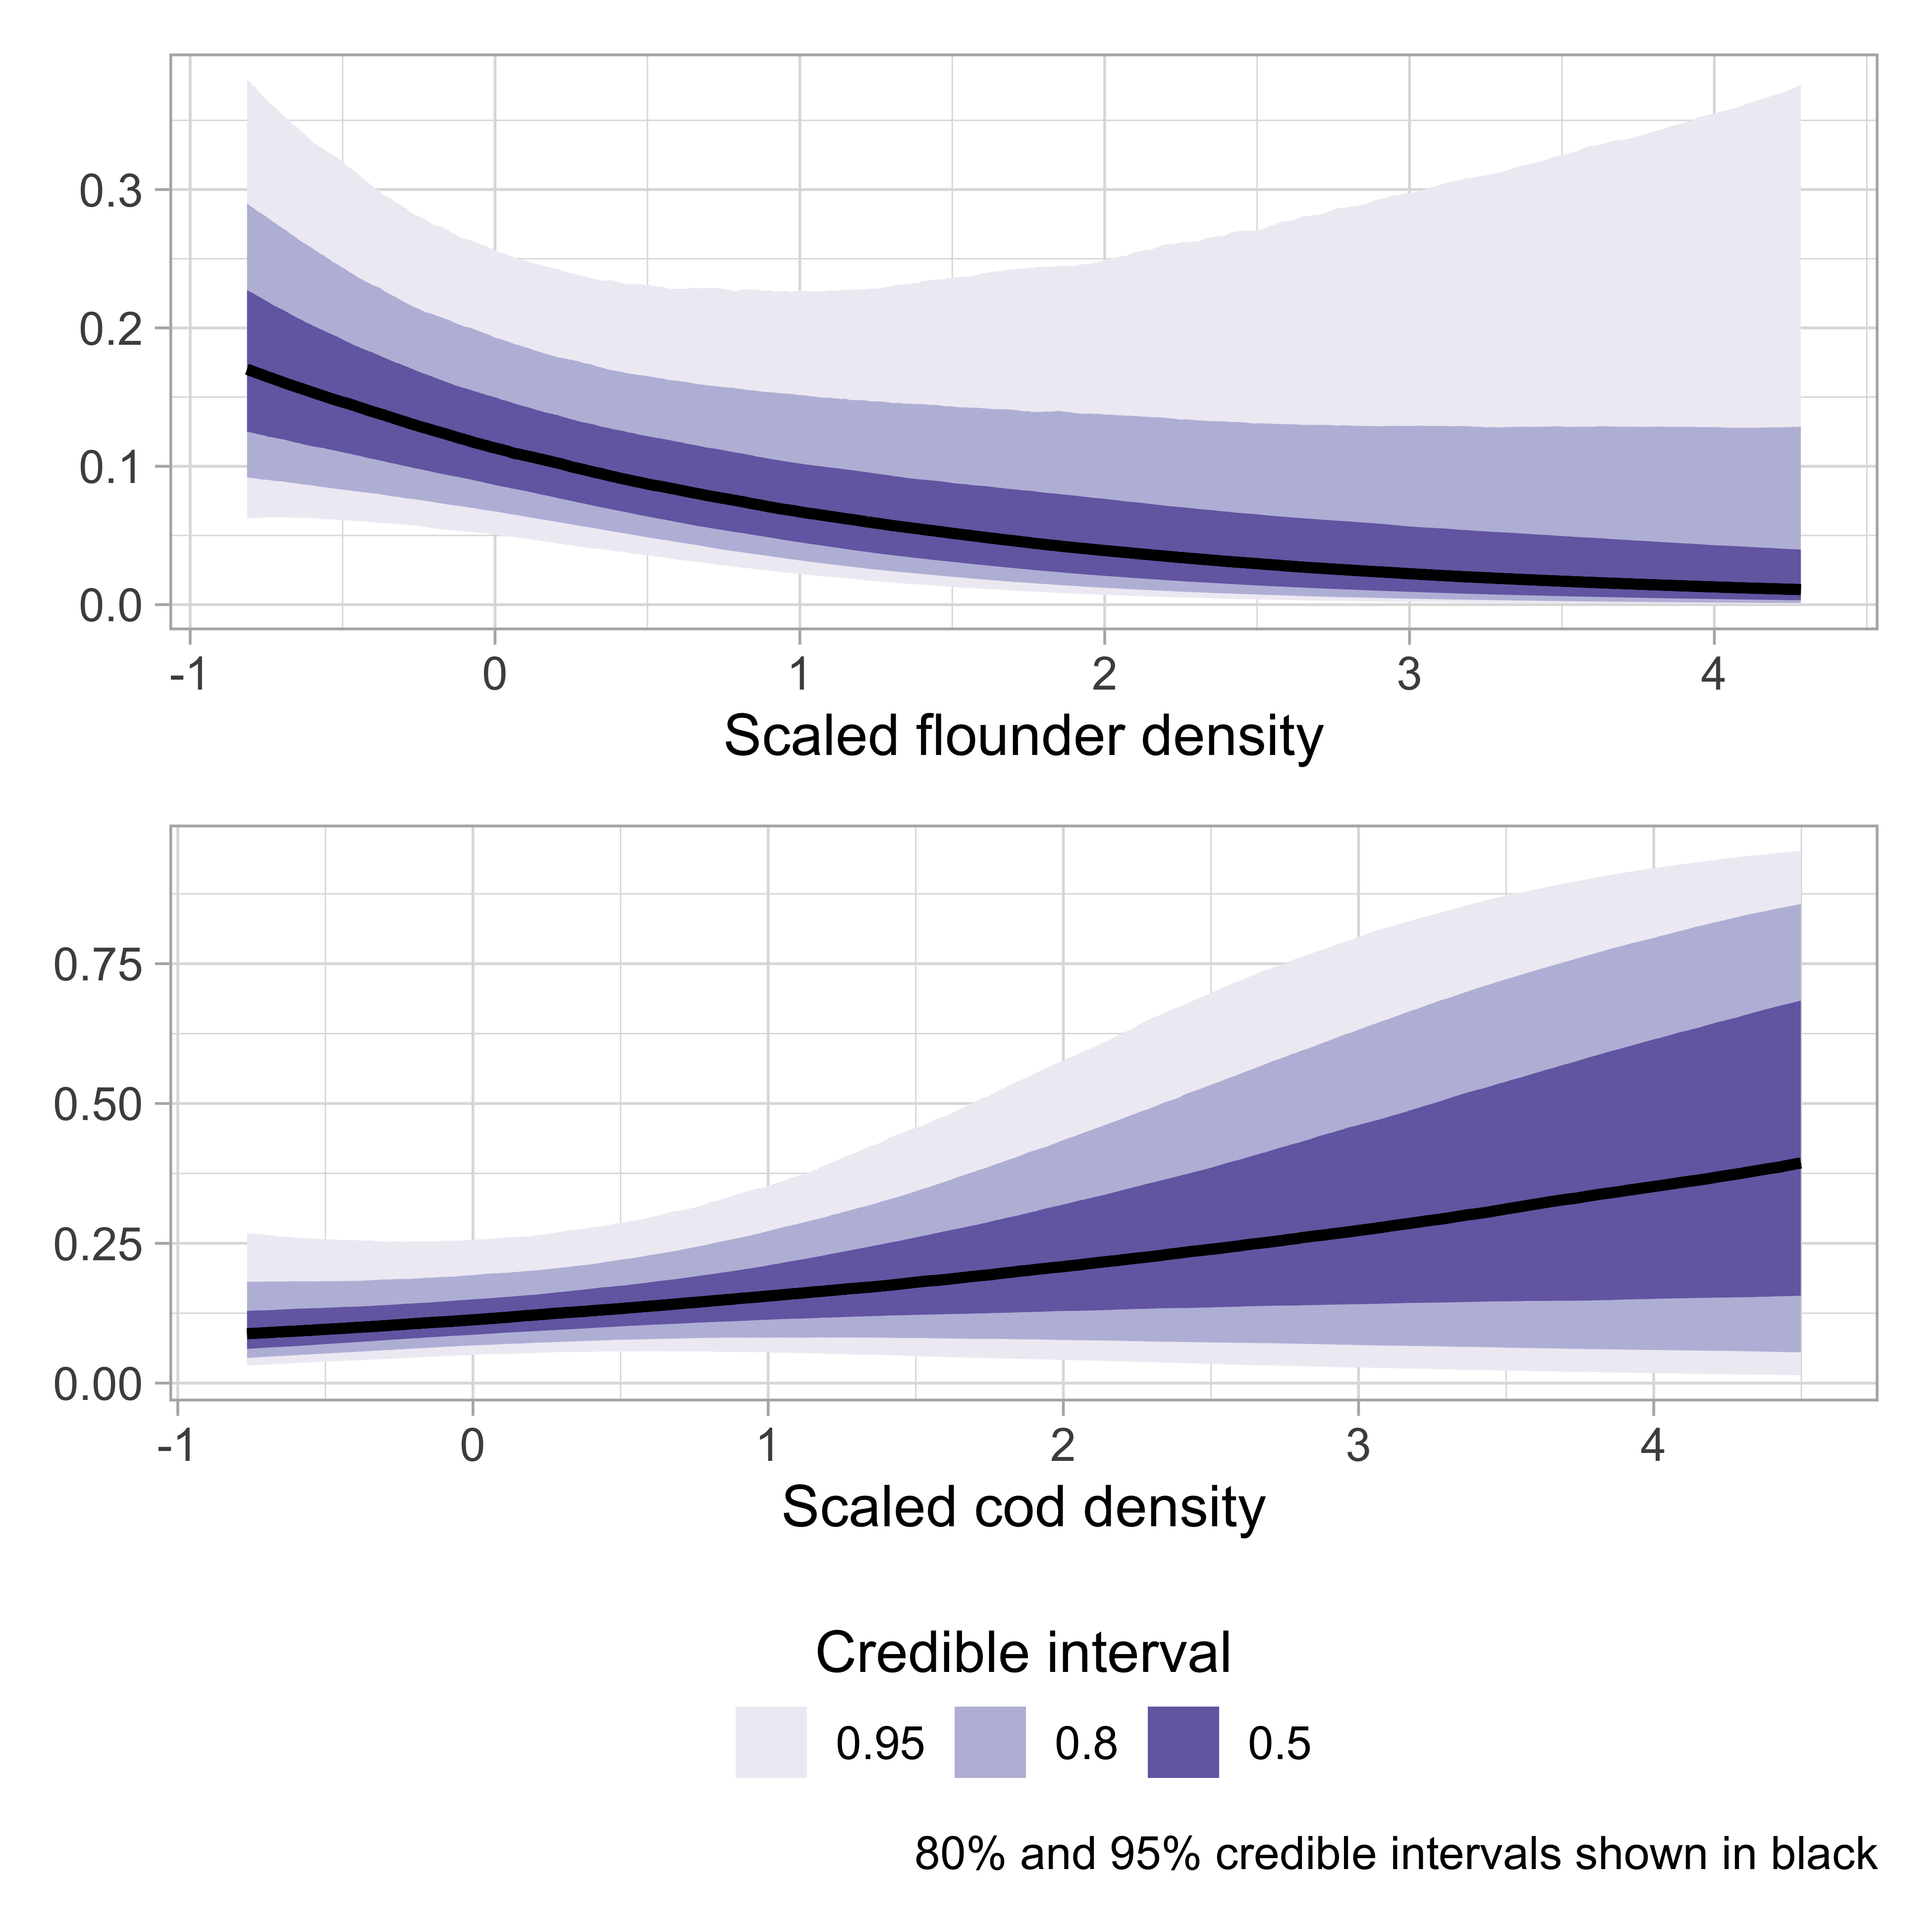 0.3
0.2
0.1
0.0
-1 0 1 2 3 4
Scaled flounder density
0.75
0.50
0.25
0.00
-1 0 1 2 3 4
Scaled cod density
Credible interval
0.95 0.8 0.5
80% and 95% credible intervals shown in black